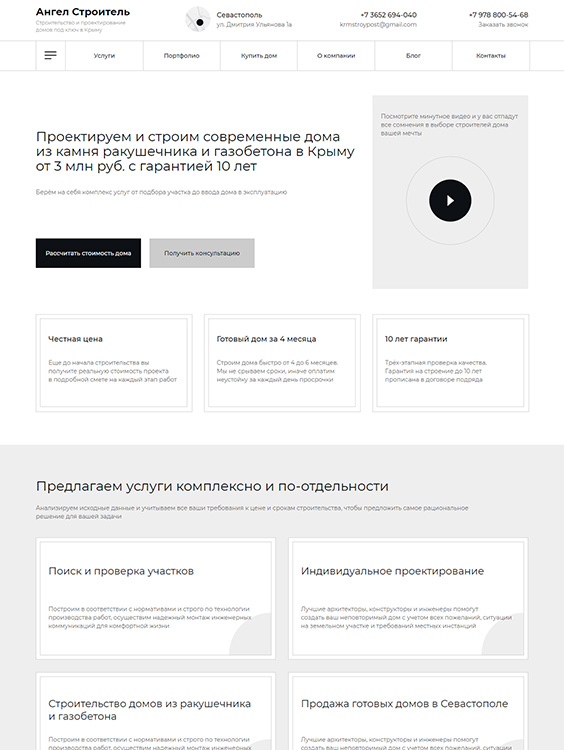 Ангел Строитель
Строительство и проектирование
домов под ключ в Крыму
Севастополь
ул. Дмитрия Ульянова 1а
+7 3652 694-040
krmstroypost@gmail.com
+7 978 800-54-68
Заказать звонок
Услуги
Портфолио
Купить дом
О компании
Блог
Контакты
Проектируем и строим современные дома
из камня ракушечника и газобетона в Крыму
от 3 млн руб. с гарантией 10 лет
Берём на себя комплекс услуг от подбора участка до ввода дома в эксплуатацию
Рассчитать стоимость дома
Получить консультацию
Посмотрите минутное видео и у вас отпадут
все сомнения в выборе строителей дома
вашей мечты
Честная цена
Еще до начала строительства вы
получите реальную стоимость проекта
в подробной смете на каждый этап работ
Готовый дом за 4 месяца
Строим дома быстро от 4 до 6 месяцев.
Мы не срываем сроки, иначе оплатим
неустойку за каждый день просрочки
10 лет гарантии
Трех-этапная проверка качества.
Гарантия на строение до 10 лет
прописана в договоре подряда
Предлагаем услуги комплексно и по-отдельности
Анализируем исходные данные и учитываем все ваши требования к цене и срокам строительства, чтобы предложить самое рациональное
решение для вашей задачи
Поиск и проверка участков
Построим в соответствии с нормативами и строго по технологии
производства работ, осуществим надежный монтаж инженерных
коммуникаций для комфортной жизни
Индивидуальное проектирование
Лучшие архитекторы, конструкторы и инженеры помогут
создать ваш неповторимый дом с учетом всех пожеланий, ситуации
на земельном участке и требований местных инстанций
Строительство домов из ракушечника
и газобетона
Построим в соответствии с нормативами и строго по технологии
производства работ, осуществим надежный монтаж инженерных
Продажа готовых домов в Севастополе
Лучшие архитекторы, конструкторы и инженеры помогут
создать ваш неповторимый дом с учетом всех пожеланий, ситуации